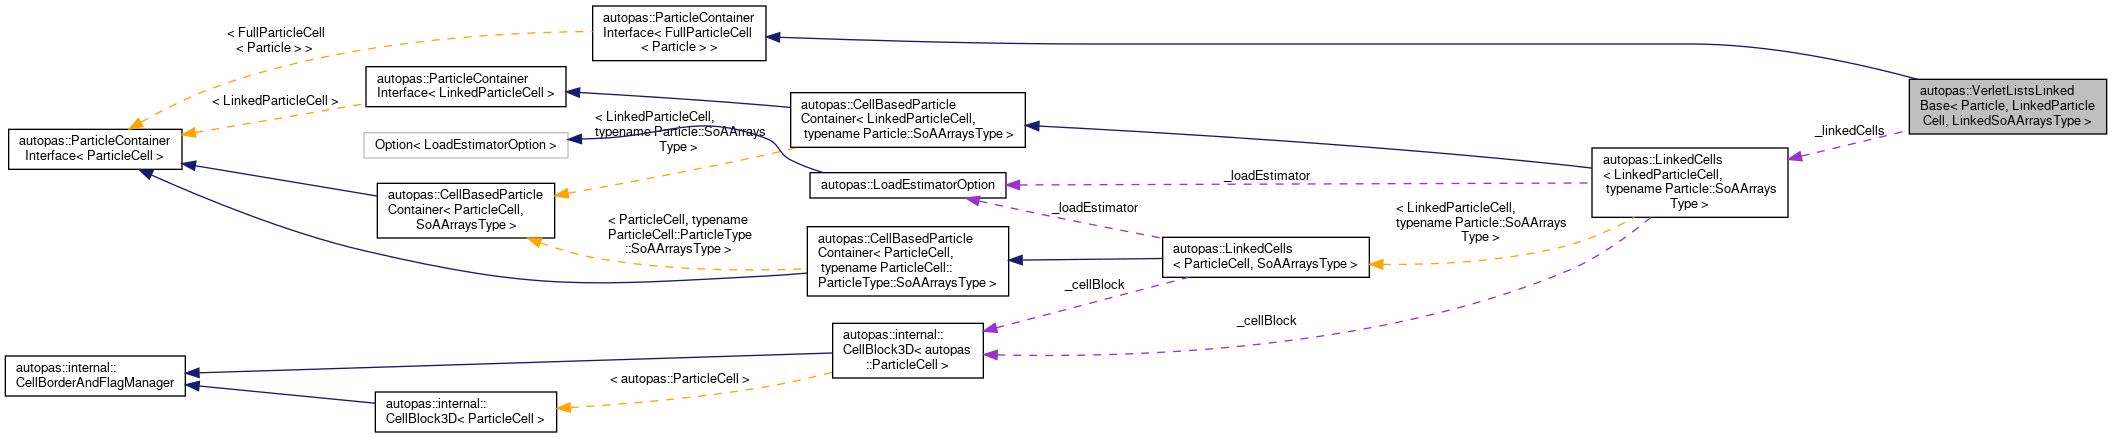 autopas::ParticleContainer
Interface< FullParticleCell
< Particle > >
< FullParticleCell
< Particle > >
autopas::ParticleContainer
Interface< LinkedParticleCell >
< LinkedParticleCell >
autopas::ParticleContainer
Interface< ParticleCell >
Option< LoadEstimatorOption >
< LinkedParticleCell,
typename Particle::SoAArrays
Type >
autopas::CellBasedParticle
Container< LinkedParticleCell,
typename Particle::SoAArraysType >
autopas::VerletListsLinked
Base< Particle, LinkedParticle
Cell, LinkedSoAArraysType >
_linkedCells
autopas::LinkedCells
< LinkedParticleCell,
typename Particle::SoAArrays
Type >
autopas::LoadEstimatorOption
_loadEstimator
_loadEstimator
autopas::CellBasedParticle
Container< ParticleCell,
SoAArraysType >
< ParticleCell, typename
ParticleCell::ParticleType
::SoAArraysType >
autopas::CellBasedParticle
Container< ParticleCell,
typename ParticleCell::
ParticleType::SoAArraysType >
autopas::LinkedCells
< ParticleCell, SoAArraysType >
< LinkedParticleCell,
typename Particle::SoAArrays
Type >
_cellBlock
_cellBlock
autopas::internal::
CellBlock3D< autopas
::ParticleCell >
autopas::internal::
CellBorderAndFlagManager
< autopas::ParticleCell >
autopas::internal::
CellBlock3D< ParticleCell >